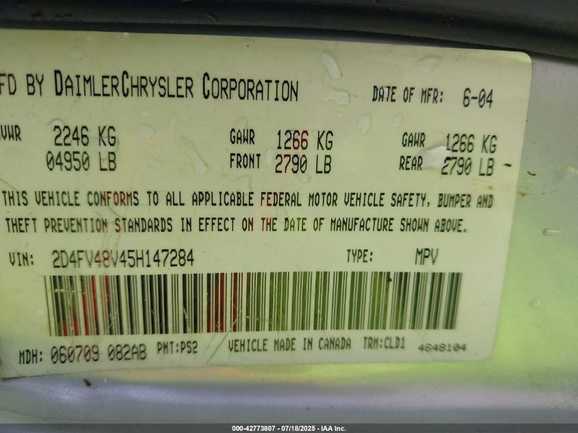 FD BY DAIMLERCHRYSLER CORPORATION DATE OF MFR: 6-04
VWR 2246 KG GAWR 1266 KG GAWR 1266 KG
04950 LB FRONT 2790 LB REAR 2790 LB
THIS VEHICLE CONFORMS TO ALL APPLICABLE FEDERAL MOTOR VEHICLE SAFETY, BUMPER AND
THEFT PREVENTION STANDARDS IN EFFECT ON THE DATE OF MANUFACTURE SHOWN ABOVE.
VIN: 2D4FV48V45H147284 TYPE: MPV
MDH: 060709 082AB PNT:PS2 VEHICLE MADE IN CANADA TRM:CLD1 4648104
000-42773807 - 07/18/2025 - IAA Inc.